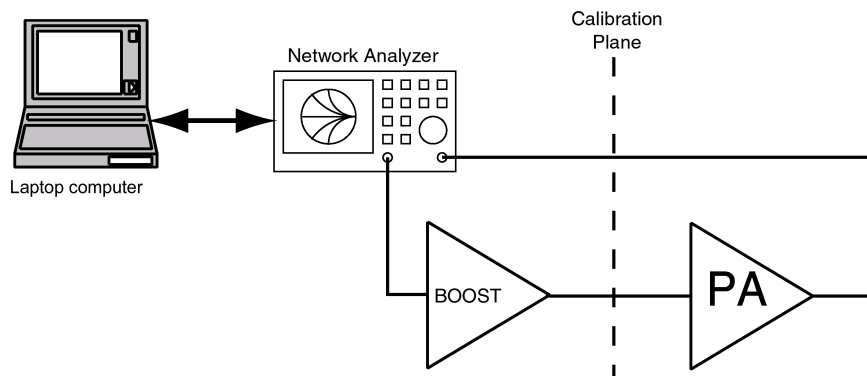 Calibration
Plane
Network Analyzer
Laptop computer
BOOST
PA